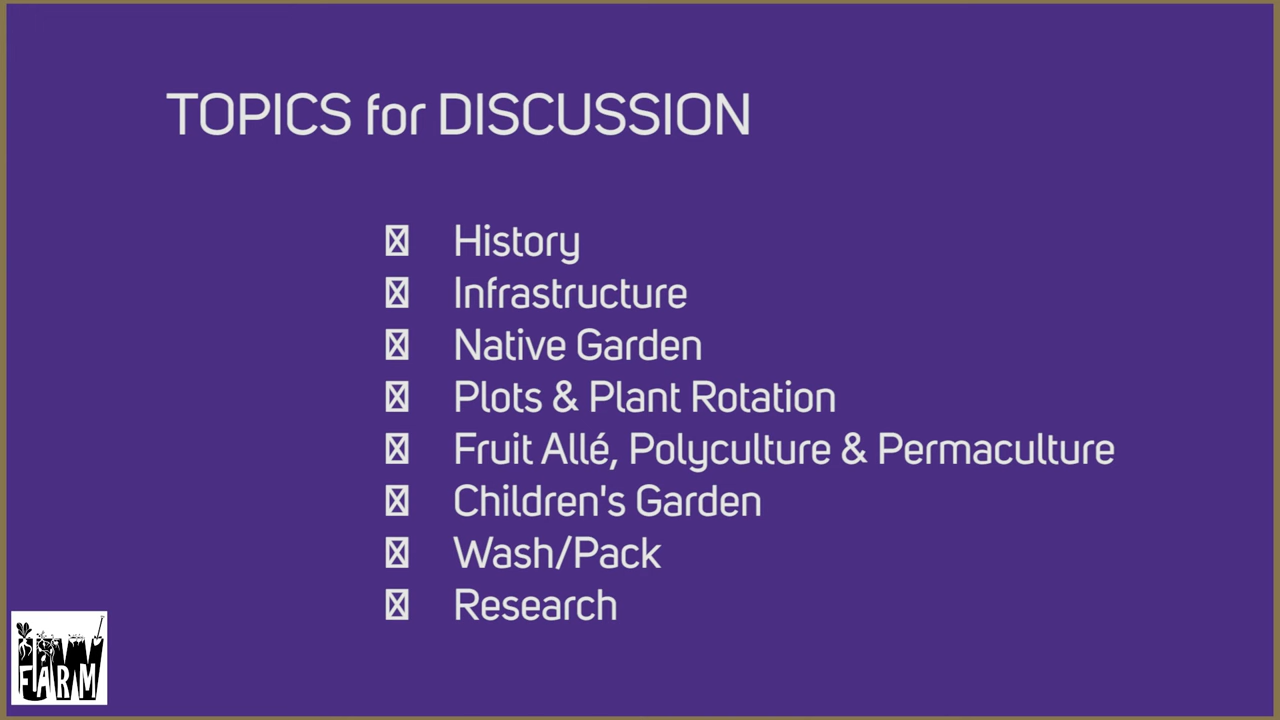 TOPICS for DISCUSSION
History
Infrastructure
Native Garden
Plots & Plant Rotation
Fruit Allé, Polyculture & Permaculture
Children's Garden
Wash/Pack
Research
FARM